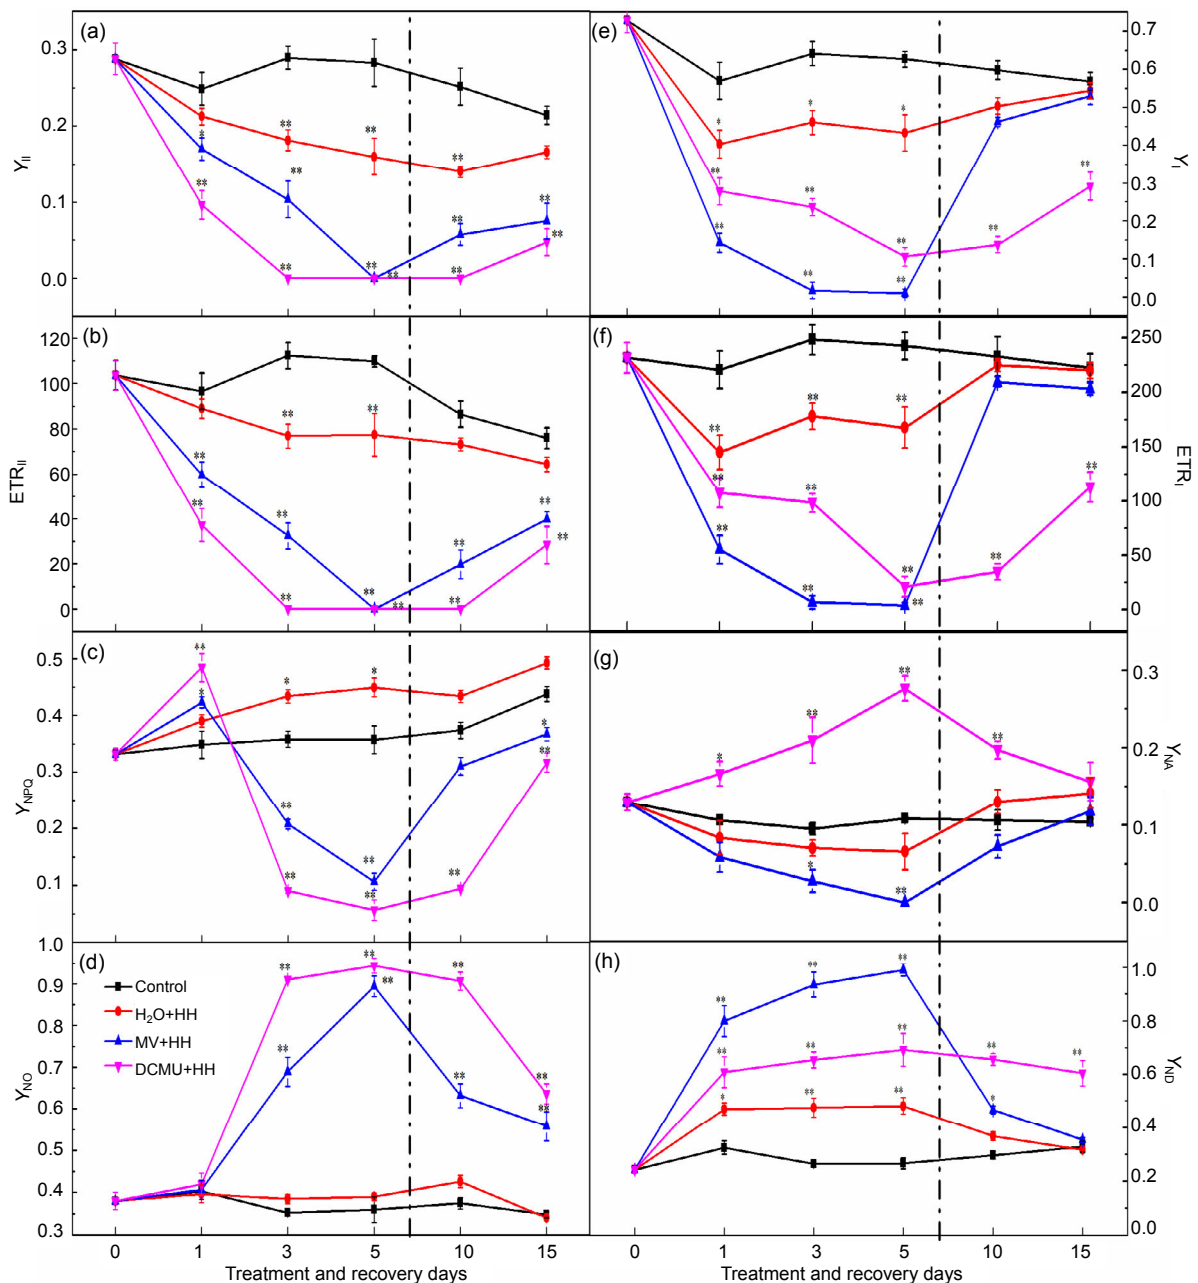 (a)
0.3
0.2
0.1
0.0
Y_II
(e)
0.7
0.6
0.5
0.4
0.3
0.2
0.1
0.0
Y_I
(b)
120
100
80
60
40
20
0
ETR_II
(f)
250
200
150
100
50
0
ETR_I
(c)
0.5
0.4
0.3
0.2
0.1
Y_NPQ
(g)
0.3
0.2
0.1
0.0
Y_NA
(d)
1.0
0.9
0.8
0.7
0.6
0.5
0.4
0.3
Y_NO
Control
H₂O+HH
MV+HH
DCMU+HH
(h)
1.0
0.8
0.6
0.4
0.2
0.0
Y_ND
0 1 3 5 10 15
Treatment and recovery days
0 1 3 5 10 15
Treatment and recovery days